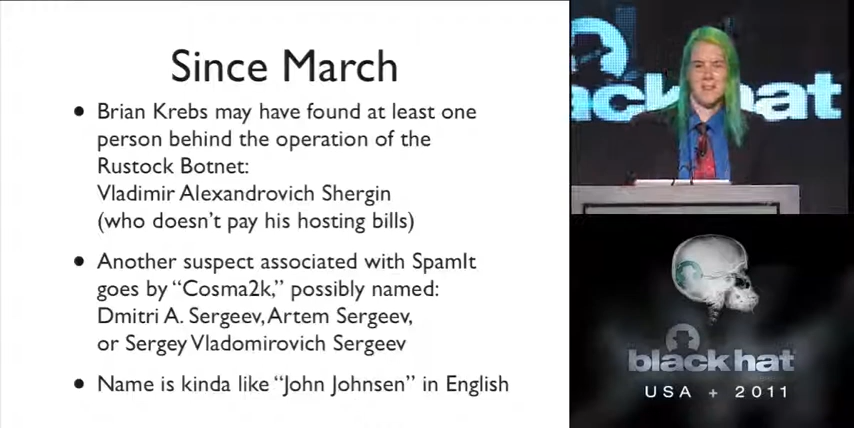 Since March
Brian Krebs may have found at least one
person behind the operation of the
Rustock Botnet:
Vladimir Alexandrovich Shergin
(who doesn't pay his hosting bills)
Another suspect associated with SpamIt
goes by “Cosma2k,” possibly named:
Dmitri A. Sergeev, Artem Sergeev,
or Sergey Vladomirovich Sergeev
Name is kinda like “John Johnsen” in English
ack hat
black hat
USA + 2011